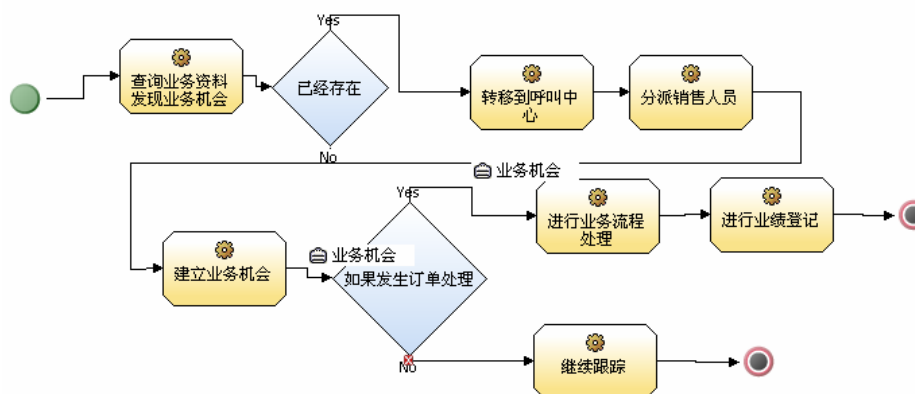 Yes
查询业务资料
发现业务机会
已经存在
转移到呼叫中
心
分派销售人员
No
业务机会
Yes
进行业务流程
处理
进行业绩登记
建立业务机会
业务机会
如果发生订单处理
No
继续跟踪